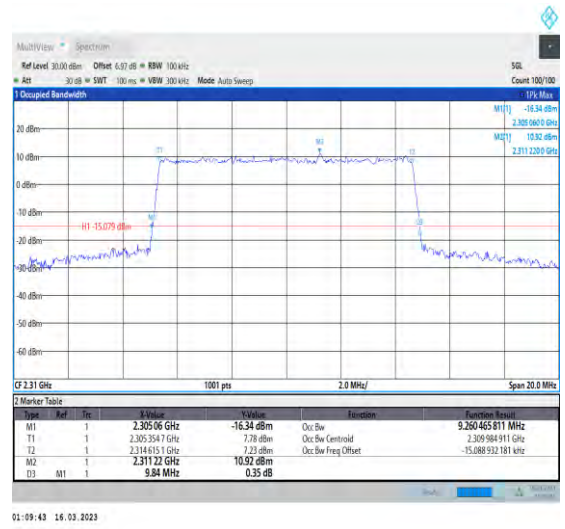 MultiView Spectrum
Ref Level 30.00 dBm Offset 6.97 dB RBW 100 kHz SGL
Att 30 dB SWT 100 ms VBW 300 kHz Mode Auto Sweep Count 100/100
1 Occupied Bandwidth 1Pk Max
M1[1] -16.34 dBm
2.305 060 0 GHz
M2[1] 10.92 dBm
2.311 220 0 GHz
20 dBm
10 dBm
0 dBm
-10 dBm
-20 dBm
-30 dBm
-40 dBm
-50 dBm
-60 dBm
T1
M2
T2
M1
D3
H1 -15.079 dBm
CF 2.31 GHz 1001 pts 2.0 MHz/ Span 20.0 MHz
2 Marker Table
Type Ref Trc X-Value Y-Value Function Function Result
M1 1 2.305 06 GHz -16.34 dBm Occ Bw 9.260 465 811 MHz
T1 1 2.305 354 7 GHz 7.78 dBm Occ Bw Centroid 2.309 984 911 GHz
T2 1 2.314 615 1 GHz 7.23 dBm Occ Bw Freq Offset -15.088 932 181 kHz
M2 1 2.311 22 GHz 10.92 dBm
D3 M1 1 9.84 MHz 0.35 dB
01:09:43 16.03.2023